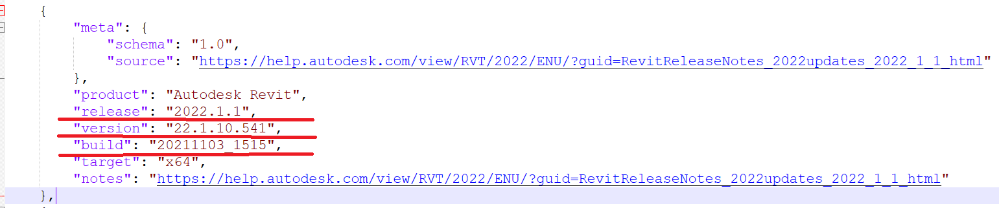 {
"meta": {
"schema": "1.0",
"source": "https://help.autodesk.com/view/RVT/2022/ENU/?guid=RevitReleaseNotes_2022updates_2022_1_1_html"
},
"product": "Autodesk Revit",
"release": "2022.1.1",
"version": "22.1.10.541",
"build": "20211103_1515",
"target": "x64",
"notes": "https://help.autodesk.com/view/RVT/2022/ENU/?guid=RevitReleaseNotes_2022updates_2022_1_1_html"
},